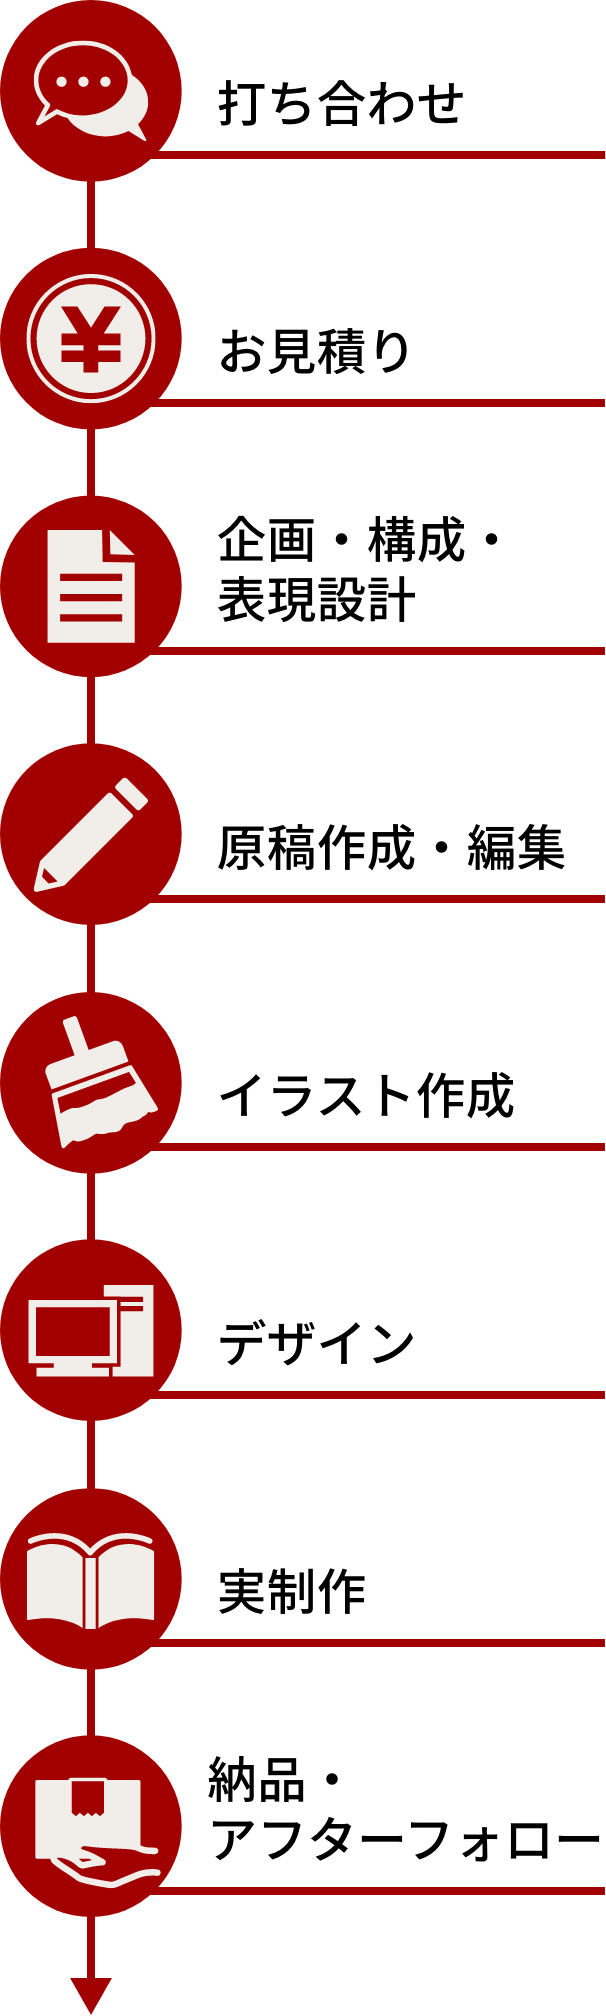 打ち合わせ
お見積り
企画・構成・
表現設計
原稿作成・編集
イラスト作成
デザイン
実制作
納品・
アフターフォロー